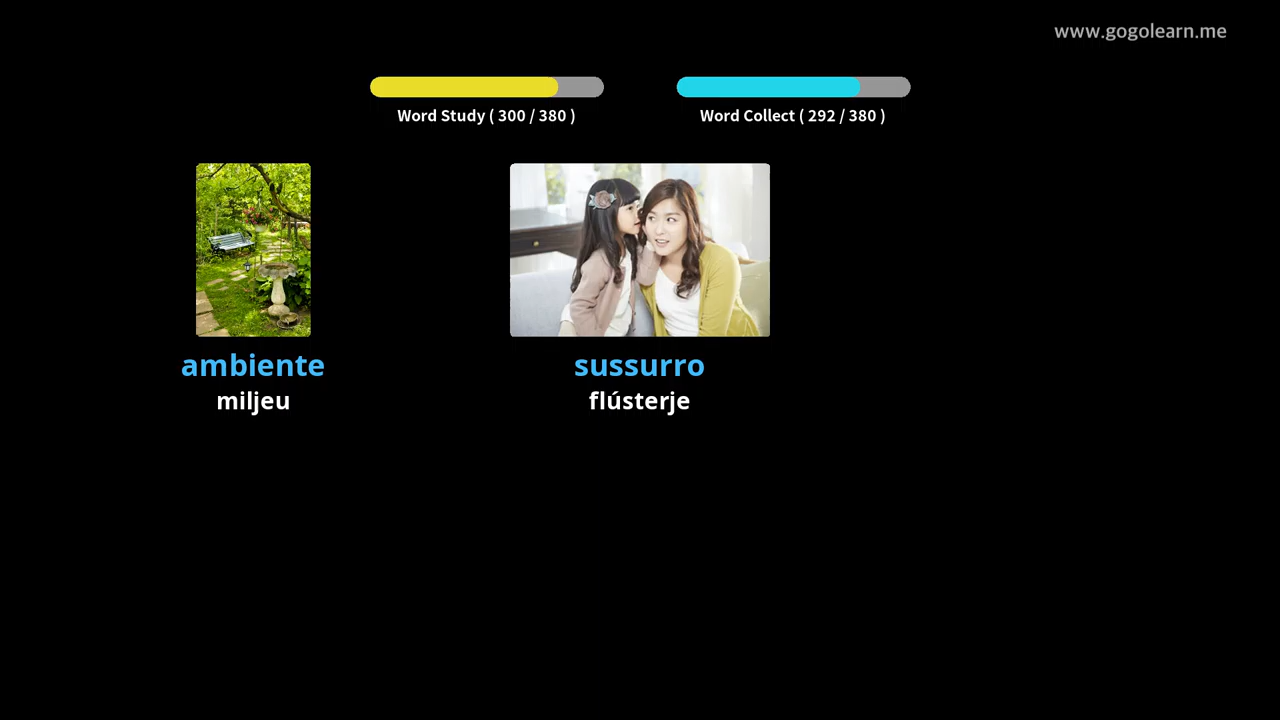 www.gogolearn.me
Word Study ( 300 / 380 )
Word Collect ( 292 / 380 )
ambiente
miljeu
sussurro
flústerje